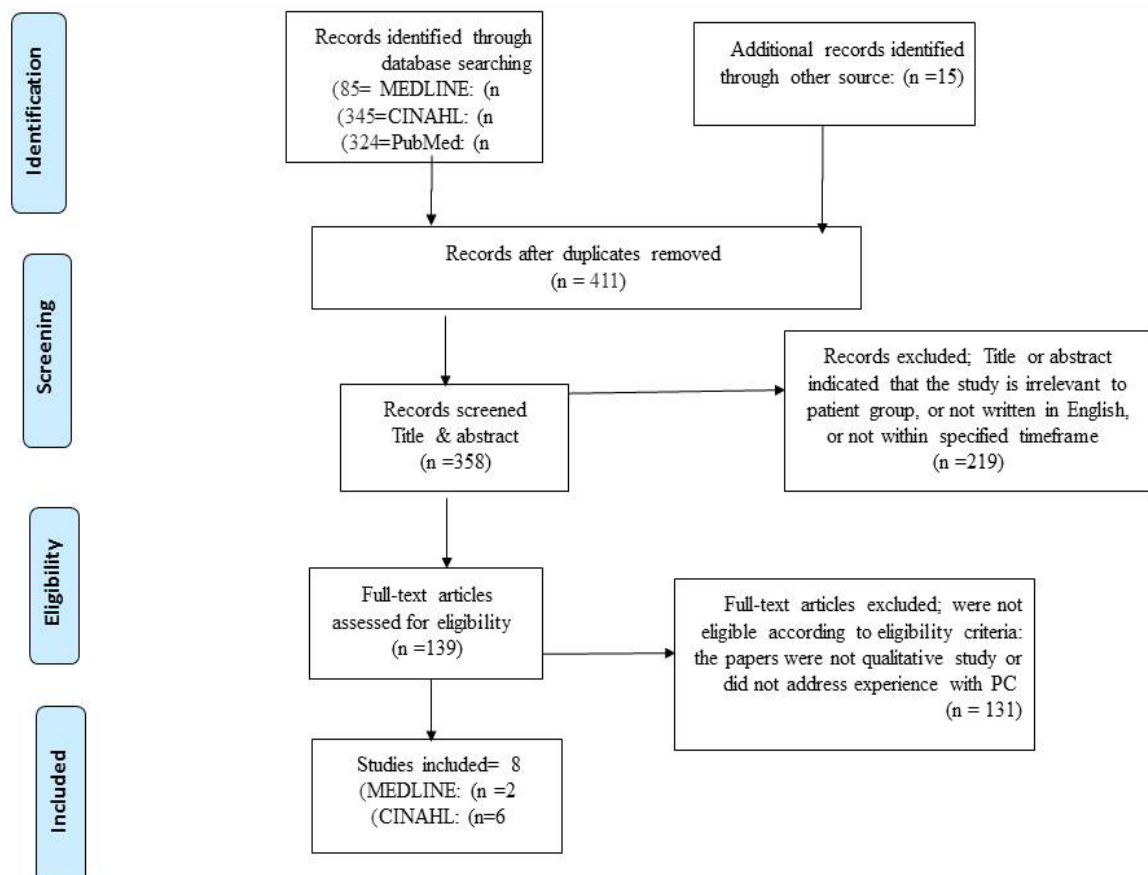 Identification
Records identified through
database searching
(85= MEDLINE: (n
(345=CINAHL: (n
(324=PubMed: (n
Additional records identified
through other source: (n =15)
Records after duplicates removed
(n = 411)
Screening
Records screened
Title & abstract
(n =358)
Records excluded; Title or abstract
indicated that the study is irrelevant to
patient group, or not written in English,
or not within specified timeframe
(n =219)
Eligibility
Full-text articles
assessed for eligibility
(n =139)
Full-text articles excluded; were not
eligible according to eligibility criteria:
the papers were not qualitative study or
did not address experience with PC
(n = 131)
Included
Studies included= 8
(MEDLINE: (n =2
(CINAHL: (n=6